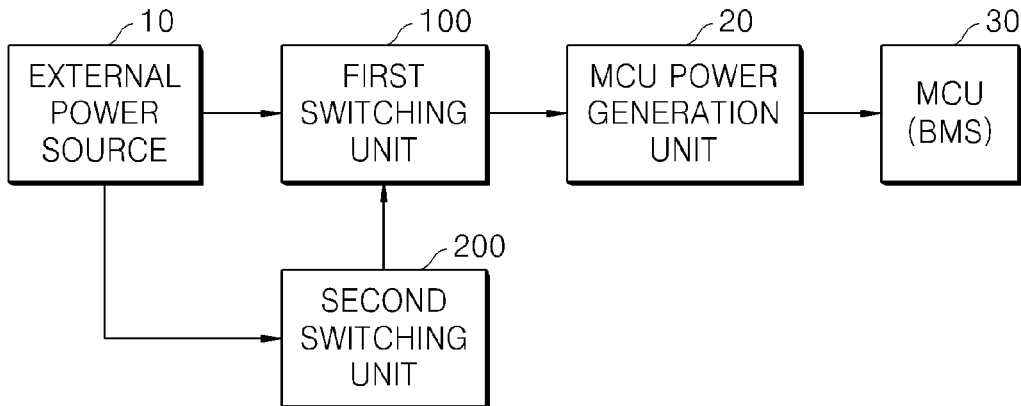 10
EXTERNAL
POWER
SOURCE
100
FIRST
SWITCHING
UNIT
20
MCU POWER
GENERATION
UNIT
30
MCU
(BMS)
200
SECOND
SWITCHING
UNIT